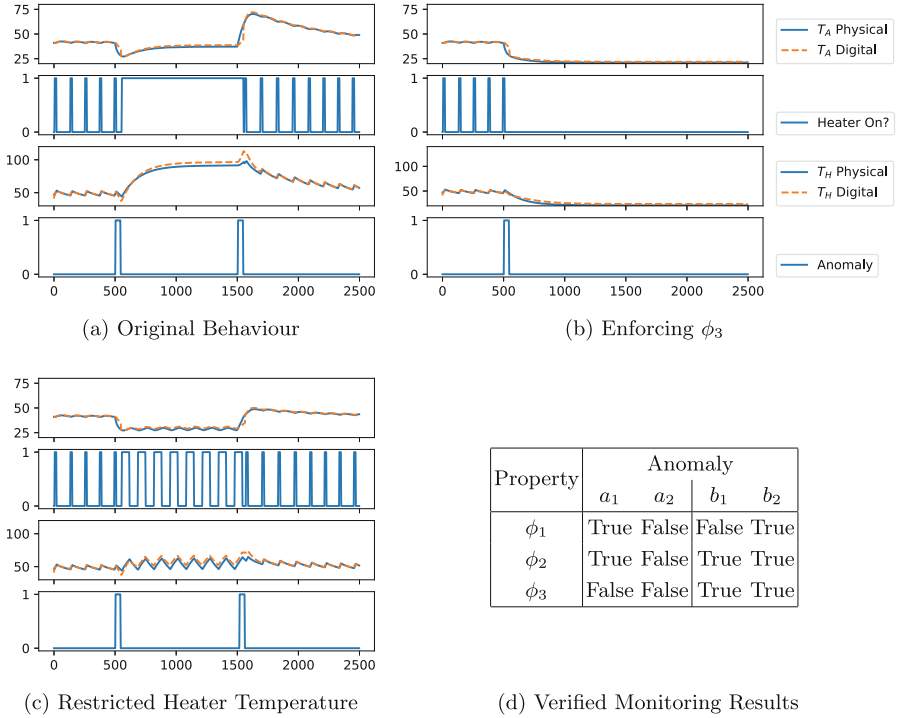 75
50
25
1
0
100
50
1
0
0 500 1000 1500 2000 2500
(a) Original Behaviour
75
50
25
1
0
100
50
0
1
0
0 500 1000 1500 2000 2500
(b) Enforcing ϕ₃
T_A Physical
T_A Digital
Heater On?
T_H Physical
T_H Digital
Anomaly
75
50
25
1
0
100
50
1
0
0 500 1000 1500 2000 2500
(c) Restricted Heater Temperature
Property Anomaly
a₁ a₂ b₁ b₂
ϕ₁ True False False True
ϕ₂ True False True True
ϕ₃ False False True True
(d) Verified Monitoring Results